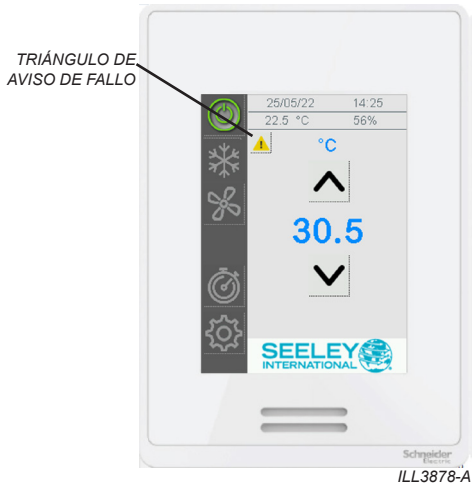 TRIÁNGULO DE
AVISO DE FALLO
25/05/22 14:25
22.5 °C 56%
°C
30.5
SEELEY
INTERNATIONAL
Schneider
Electric
ILL3878-A